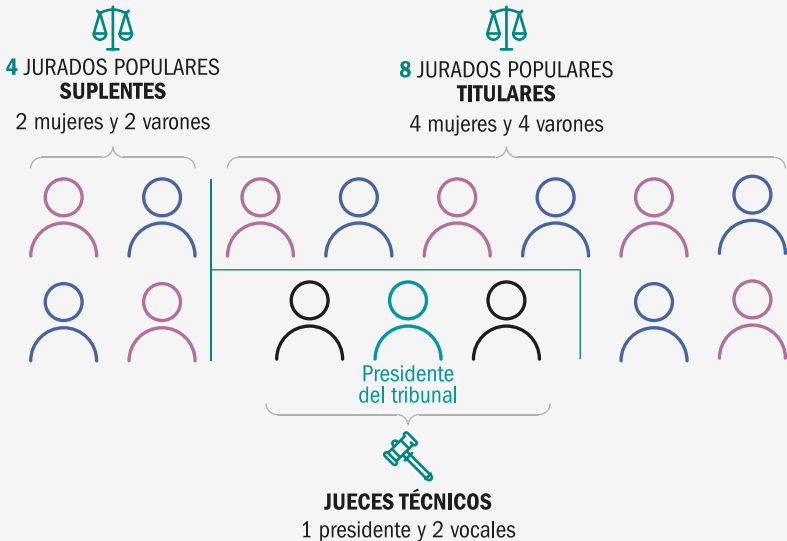 4 JURADOS POPULARES
SUPLENTES
2 mujeres y 2 varones
8 JURADOS POPULARES
TITULARES
4 mujeres y 4 varones
Presidente
del tribunal
JUECES TÉCNICOS
1 presidente y 2 vocales